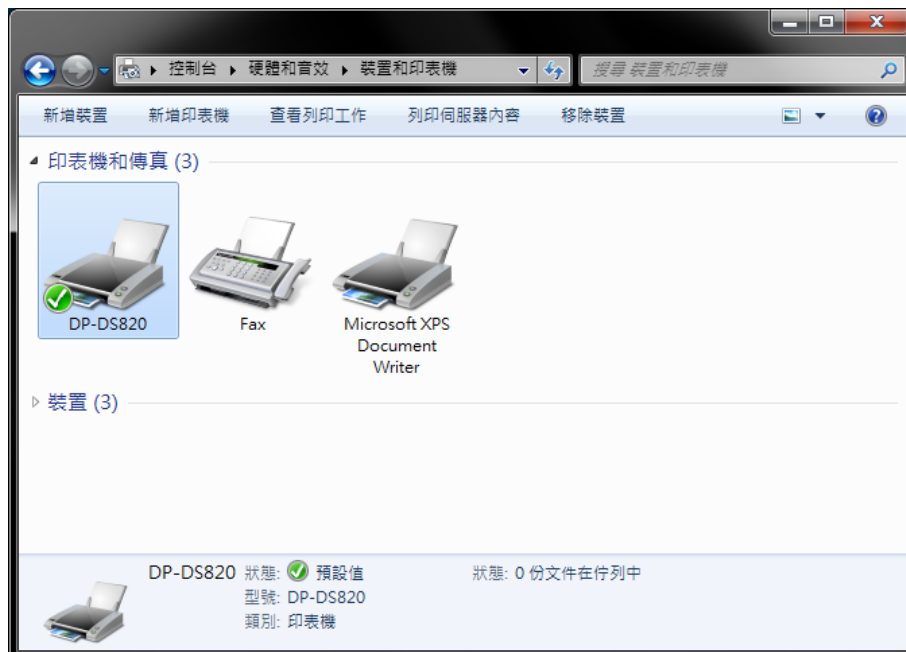 控制台 硬體和音效 裝置和印表機 搜尋 裝置和印表機
新增裝置 新增印表機 查看列印工作 列印伺服器內容 移除裝置
印表機和傳真 (3)
DP-DS820
Fax
Microsoft XPS
Document
Writer
裝置 (3)
DP-DS820 狀態: 預設值 狀態: 0 份文件在佇列中
型號: DP-DS820
類別: 印表機